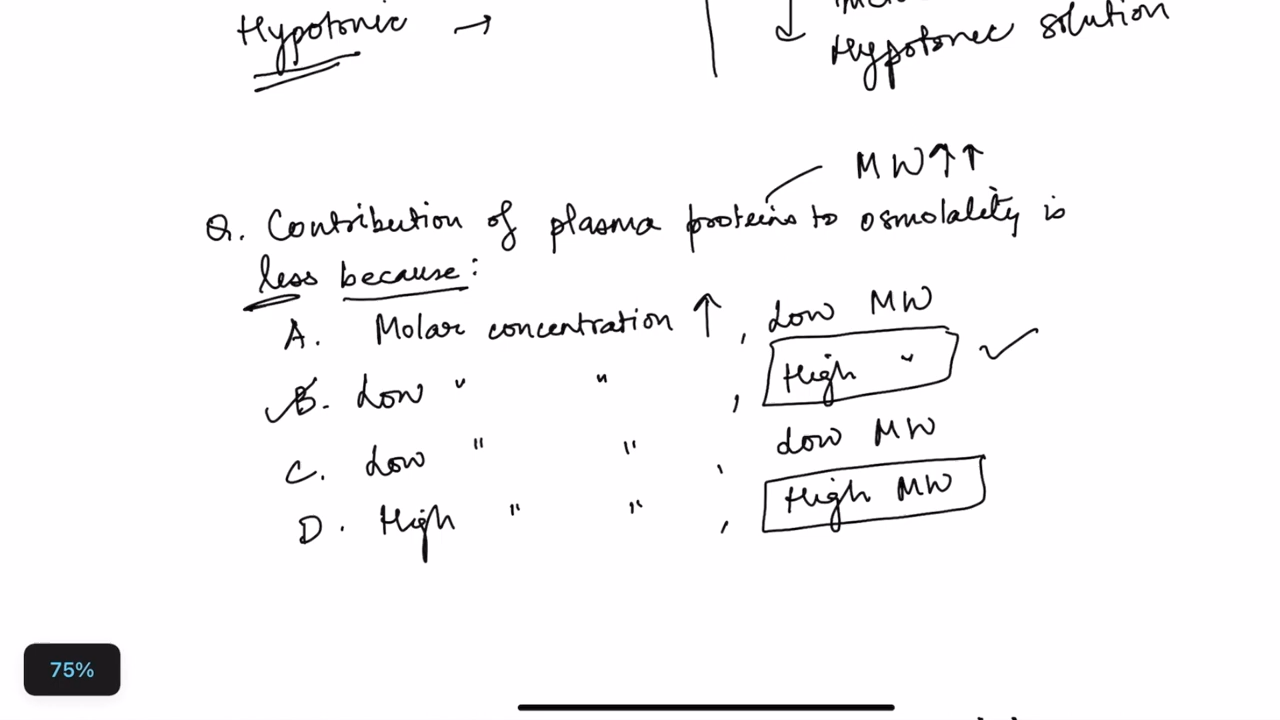 Hypotonic →
↓
Hypotonic solution
MW↑↑
Q. Contribution of plasma proteins to osmolality is
less because:
A. Molar concentration ↑, Low MW
B. Low " ", High " ✓
C. Low " ", Low MW
D. High " ", High MW
75%